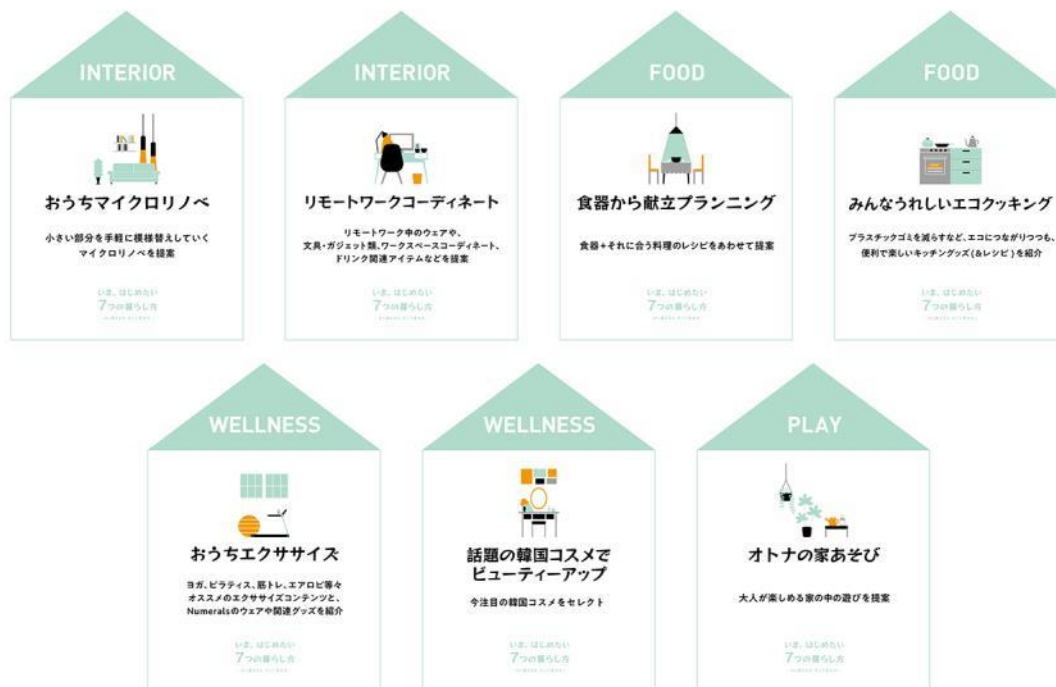 INTERIOR
おうちマイクロリノベ
小さい部分を手軽に模様替えしていく
マイクロリノベを提案
いま、はじめたい
7つの暮らし方
INTERIOR
リモートワークコーディネート
リモートワーク中のウェアや、
文具・ガジェット類、ワークスペースコーディネート、
ドリンク関連アイテムなどを提案
いま、はじめたい
7つの暮らし方
FOOD
食器から献立プランニング
食器+それに合う料理のレシピをあわせて提案
いま、はじめたい
7つの暮らし方
FOOD
みんなうれしいエコクッキング
プラスチックゴミを減らすなど、エコにつながりつつも、
便利で楽しいキッチングッズ(&レシピ)を紹介
いま、はじめたい
7つの暮らし方
WELLNESS
おうちエクササイズ
ヨガ、ピラティス、筋トレ、エアロビ等々
オススメのエクササイズコンテンツと、
Numeralsのウェアや関連グッズを紹介
いま、はじめたい
7つの暮らし方
WELLNESS
話題の韓国コスメで
ビューティーアップ
今注目の韓国コスメをセレクト
いま、はじめたい
7つの暮らし方
PLAY
オトナの家あそび
大人が楽しめる家の中の遊びを提案
いま、はじめたい
7つの暮らし方